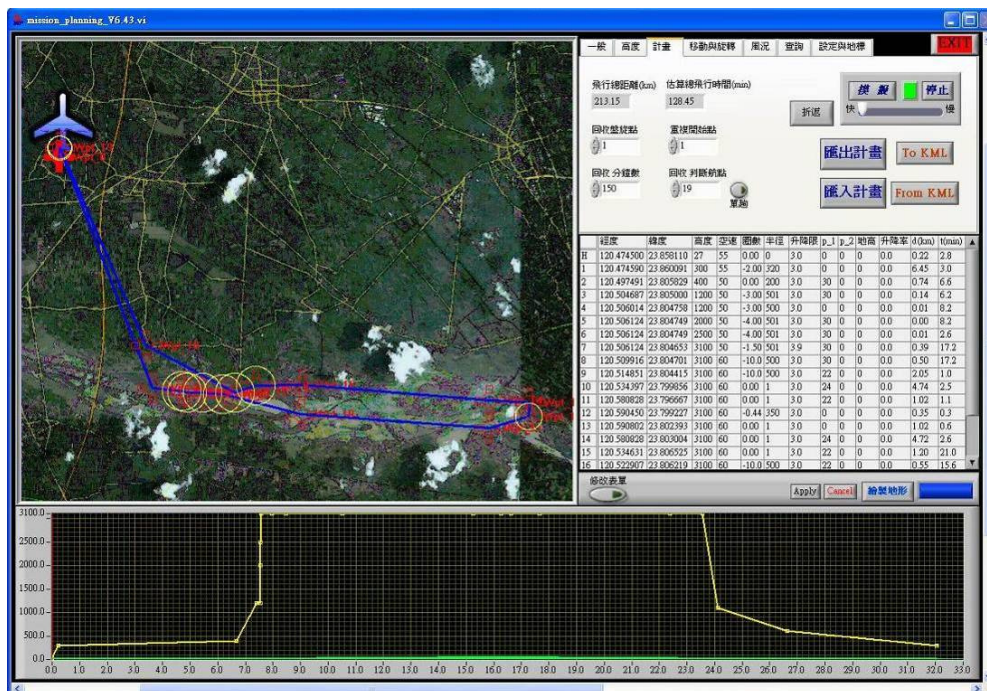 mission_planning_V6.43.vi
一般 高度 計畫 移動與旋轉 風況 查詢 設定與地標
EXIT
飛行總距離(km) 估算總飛行時間(min)
213.15 128.45
模擬 停止
快 慢
折返
回收盤旋點 重複開始點
1 1
匯出計畫 To KML
回收分鐘數 回收判斷航點
150 19
單趟
匯入計畫 From KML
經度 緯度 高度 空速 圈數 半徑 升降限 p_1 p_2 地高 升降率 d(km) t(min)
H 120.474500 23.858110 27 55 0.00 0 3.0 0 0 0 0.0 0.22 2.8
1 120.474590 23.860091 300 55 -2.00 320 3.0 0 0 0 0.0 6.45 3.0
2 120.497491 23.805829 400 50 0.00 200 3.0 30 0 0 0.0 0.74 6.6
3 120.504687 23.805000 1200 50 -3.00 501 3.0 30 0 0 0.0 0.14 6.2
4 120.506014 23.804758 1200 50 -3.00 500 3.0 0 0 0 0.0 0.01 8.2
5 120.506124 23.804749 2000 50 -4.00 501 3.0 30 0 0 0.0 0.00 8.2
6 120.506124 23.804749 2500 50 -4.00 501 3.0 30 0 0 0.0 0.01 2.6
7 120.506124 23.804653 3100 50 -1.50 501 3.9 30 0 0 0.0 0.39 17.2
8 120.509916 23.804701 3100 60 -10.0 500 3.0 30 0 0 0.0 0.50 17.2
9 120.514851 23.804415 3100 60 -10.0 500 3.0 22 0 0 0.0 2.05 1.0
10 120.534397 23.799856 3100 60 0.00 1 3.0 24 0 0 0.0 4.74 2.5
11 120.580828 23.796667 3100 60 0.00 1 3.0 22 0 0 0.0 1.02 1.1
12 120.590450 23.799227 3100 60 -0.44 350 3.0 0 0 0 0.0 0.35 0.3
13 120.590802 23.802393 3100 60 0.00 1 3.0 0 0 0 0.0 1.02 0.6
14 120.580828 23.803004 3100 60 0.00 1 3.0 24 0 0 0.0 4.72 2.6
15 120.534631 23.806525 3100 60 0.00 1 3.0 22 0 0 0.0 1.20 21.0
16 120.522907 23.806219 3100 60 -10.0 500 3.0 22 0 0 0.0 0.55 15.6
修改表單
Apply Cancel 繪製地形
3100.0
2500.0
2000.0
1500.0
1000.0
500.0
0.0
0.0 1.0 2.0 3.0 4.0 5.0 6.0 7.0 8.0 9.0 10.0 11.0 12.0 13.0 14.0 15.0 16.0 17.0 18.0 19.0 20.0 21.0 22.0 23.0 24.0 25.0 26.0 27.0 28.0 29.0 30.0 31.0 32.0 33.0